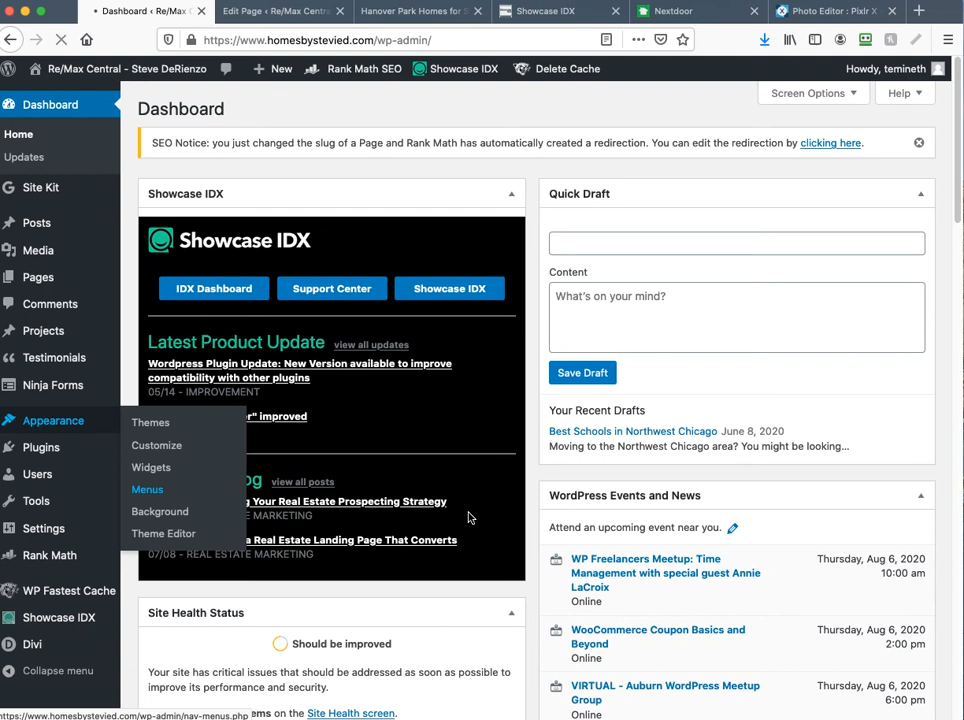 Dashboard ‹ Re/Max C
Edit Page ‹ Re/Max Centra
Hanover Park Homes for S
Showcase IDX
Nextdoor
Photo Editor : Pixlr X
https://www.homesbystevied.com/wp-admin/
Re/Max Central - Steve DeRienzo
New
Rank Math SEO
Showcase IDX
Delete Cache
Howdy, temineth
Dashboard
Home
Updates
Site Kit
Posts
Media
Pages
Comments
Projects
Testimonials
Ninja Forms
Appearance
Plugins
Users
Tools
Settings
Rank Math
WP Fastest Cache
Showcase IDX
Divi
Collapse menu
Themes
Customize
Widgets
Menus
Background
Theme Editor
Screen Options
Help
Dashboard
SEO Notice: you just changed the slug of a Page and Rank Math has automatically created a redirection. You can edit the redirection by clicking here.
Showcase IDX
Showcase IDX
IDX Dashboard
Support Center
Showcase IDX
Latest Product Update view all updates
Wordpress Plugin Update: New Version available to improve
compatibility with other plugins
05/14 - IMPROVEMENT
improved
og view all posts
g Your Real Estate Prospecting Strategy
E MARKETING
a Real Estate Landing Page That Converts
07/08 - REAL ESTATE MARKETING
Site Health Status
Should be improved
Your site has critical issues that should be addressed as soon as possible to
improve its performance and security.
ems on the Site Health screen.
Quick Draft
Content
What's on your mind?
Save Draft
Your Recent Drafts
Best Schools in Northwest Chicago June 8, 2020
Moving to the Northwest Chicago area? You might be looking…
WordPress Events and News
Attend an upcoming event near you.
WP Freelancers Meetup: Time
Management with special guest Annie
LaCroix
Online
Thursday, Aug 6, 2020
10:00 am
WooCommerce Coupon Basics and
Beyond
Online
Thursday, Aug 6, 2020
2:00 pm
VIRTUAL - Auburn WordPress Meetup
Group
Thursday, Aug 6, 2020
6:00 pm
https://www.homesbystevied.com/wp-admin/nav-menus.php